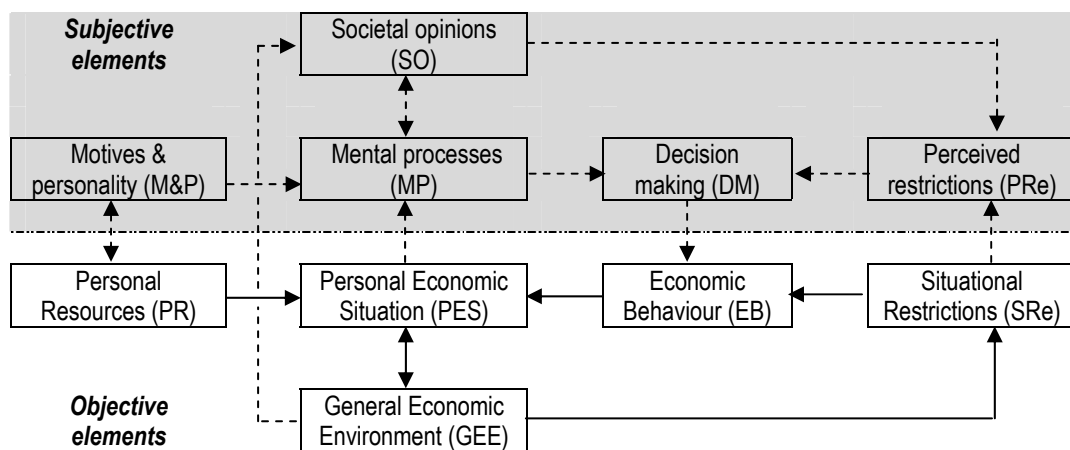 Subjective
elements
Societal opinions
(SO)
Motives &
personality (M&P)
Mental processes
(MP)
Decision
making (DM)
Perceived
restrictions (PRe)
Personal
Resources (PR)
Personal Economic
Situation (PES)
Economic
Behaviour (EB)
Situational
Restrictions (SRe)
Objective
elements
General Economic
Environment (GEE)